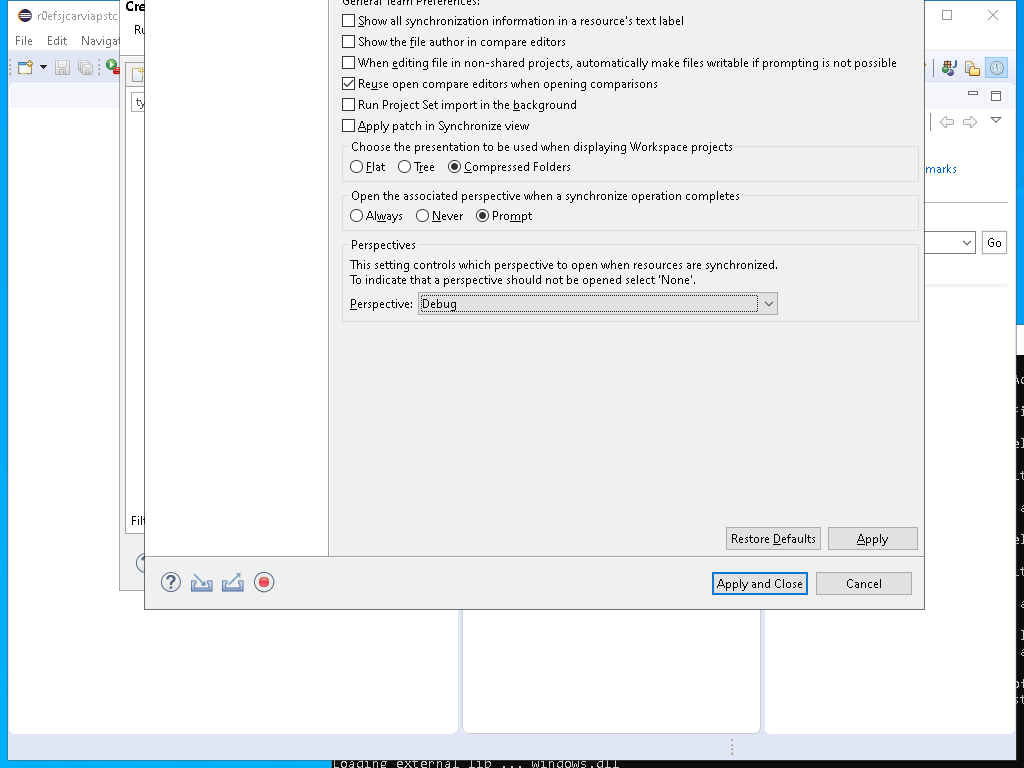 r0efsjcarviapstc
Cre
General Team Preferences:
File Edit Navigat
Ru
Show all synchronization information in a resource's text label
Show the file author in compare editors
When editing file in non-shared projects, automatically make files writable if prompting is not possible
Reuse open compare editors when opening comparisons
ty
Run Project Set import in the background
Apply patch in Synchronize view
Choose the presentation to be used when displaying Workspace projects
Flat Tree Compressed Folders
marks
Open the associated perspective when a synchronize operation completes
Always Never Prompt
Perspectives
Go
This setting controls which perspective to open when resources are synchronized.
To indicate that a perspective should not be opened select 'None'.
Perspective: Debug
Filt
Restore Defaults Apply
Apply and Close Cancel
Loading external lib ... Windows.dll